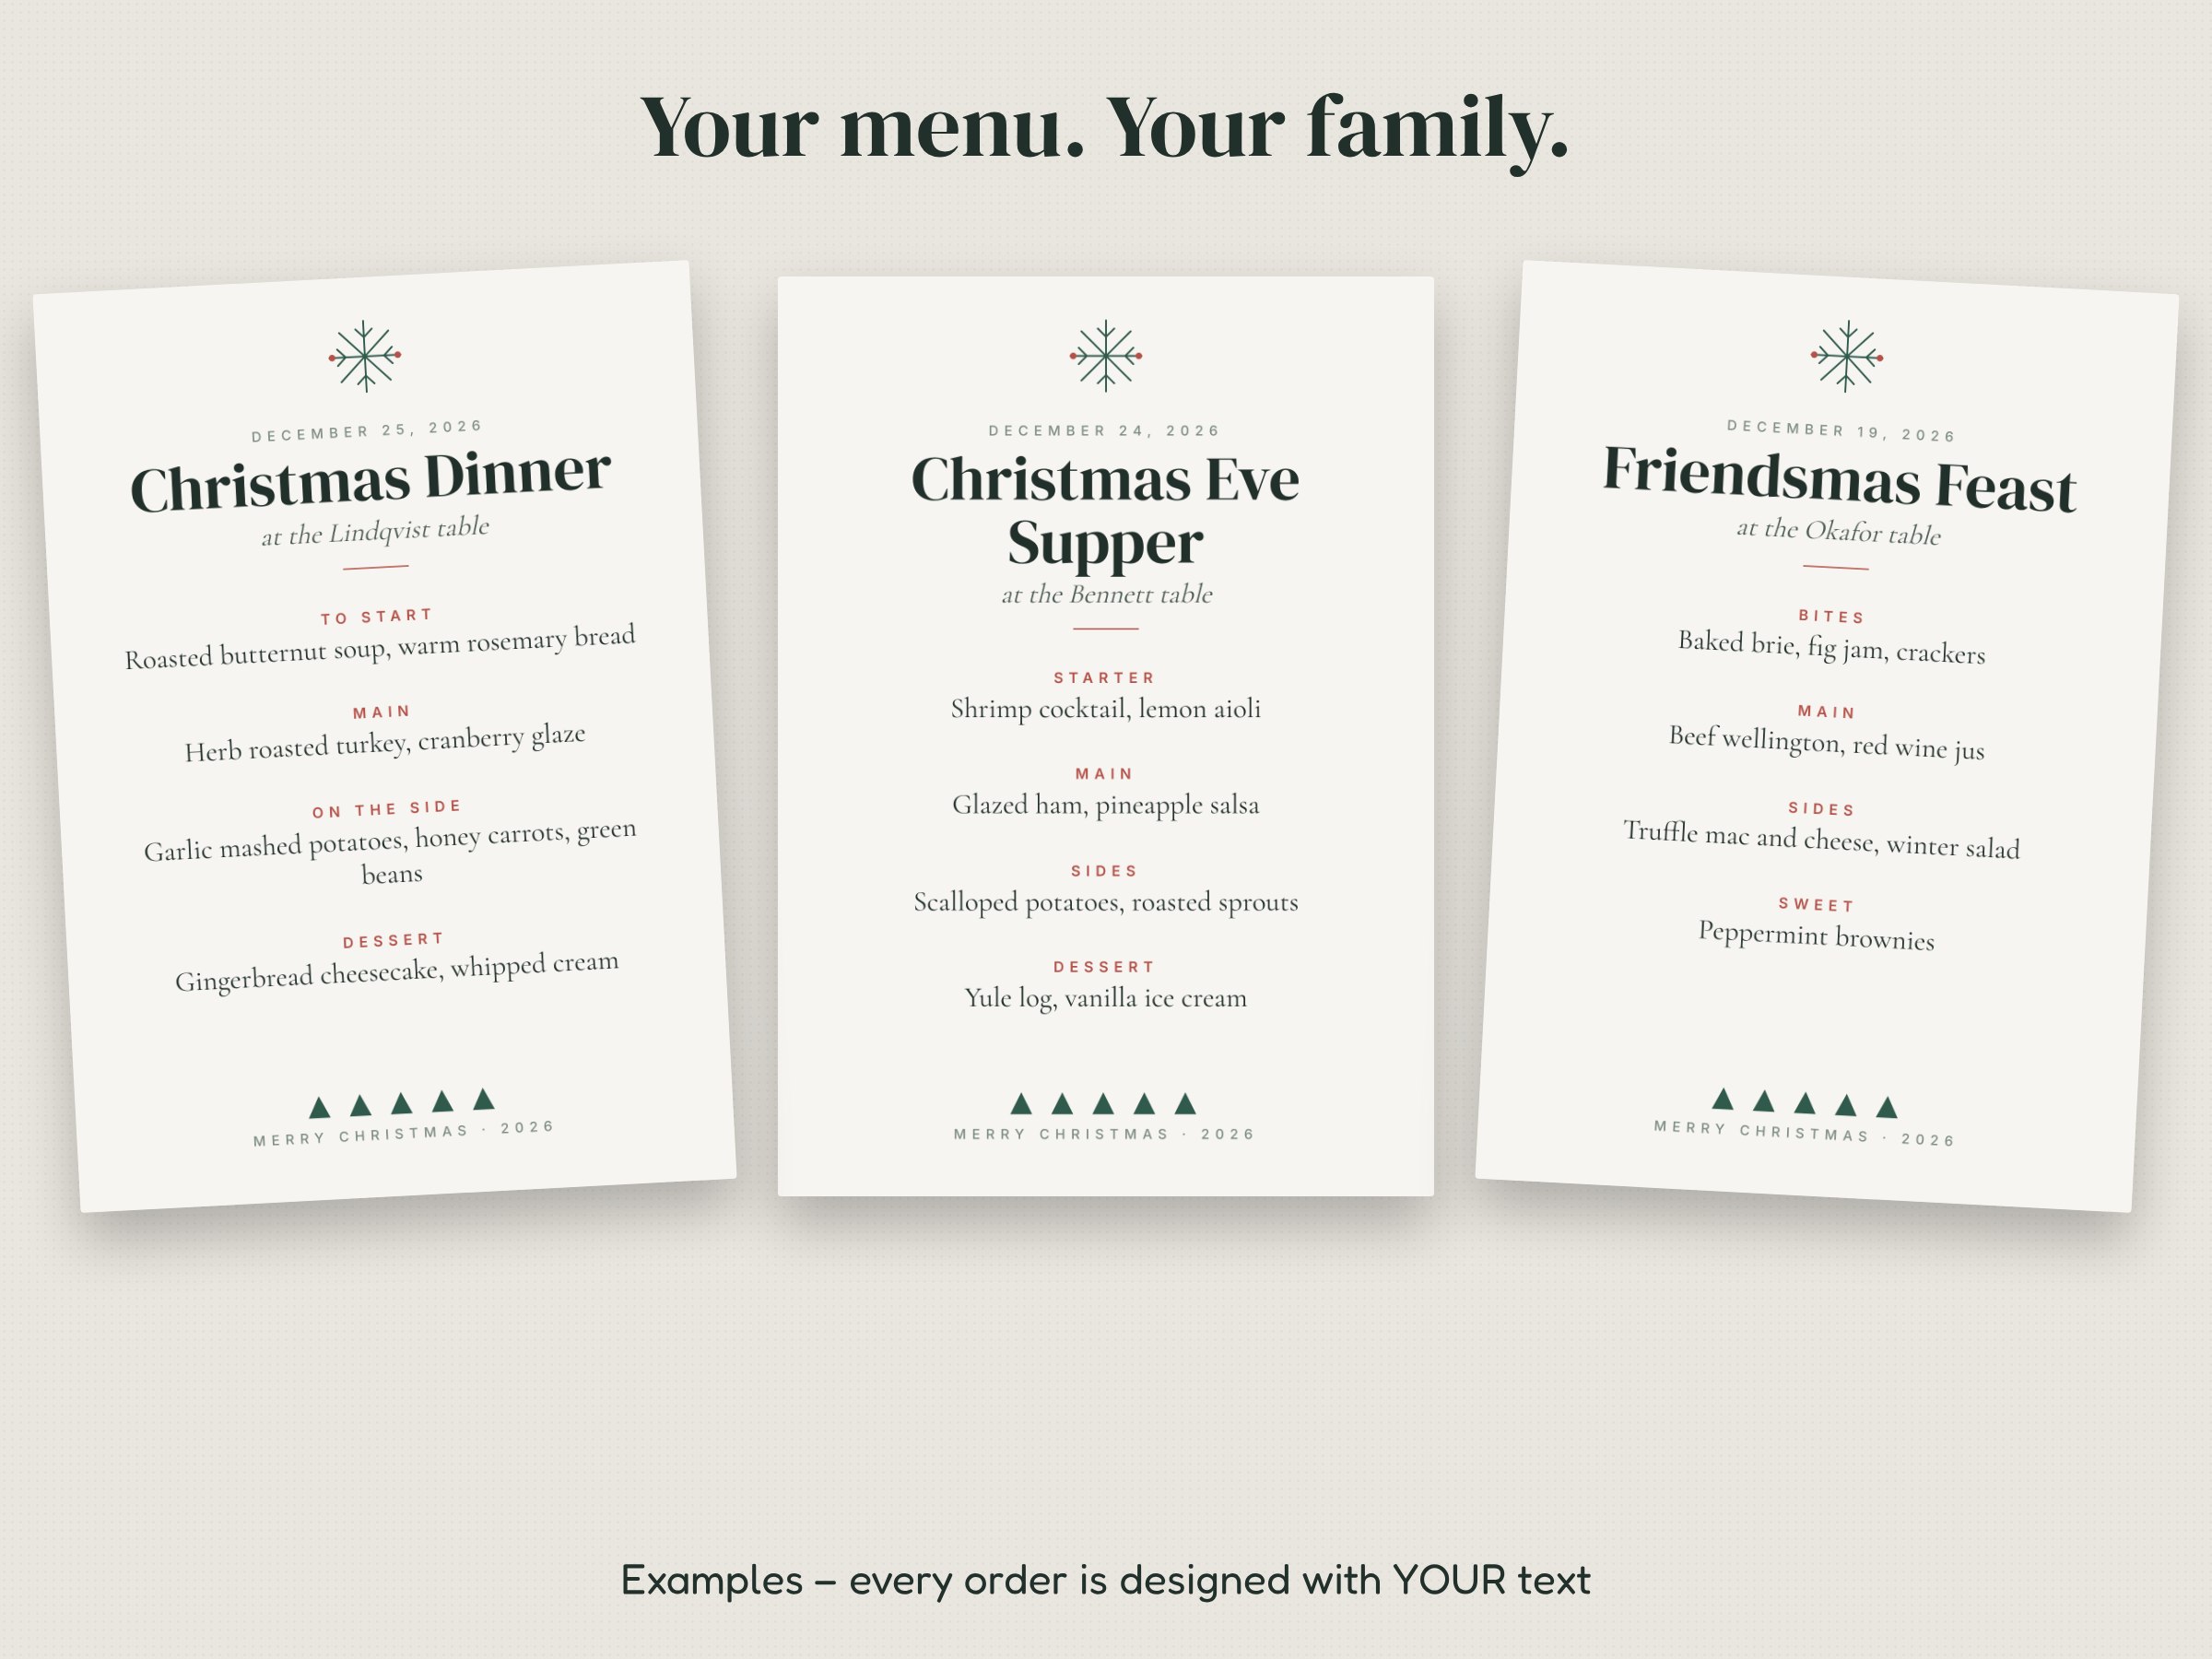 Your menu. Your family.
DECEMBER 25, 2026
Christmas Dinner
at the Lindqvist table
TO START
Roasted butternut soup, warm rosemary bread
MAIN
Herb roasted turkey, cranberry glaze
ON THE SIDE
Garlic mashed potatoes, honey carrots, green
beans
DESSERT
Gingerbread cheesecake, whipped cream
MERRY CHRISTMAS · 2026
DECEMBER 24, 2026
Christmas Eve
Supper
at the Bennett table
STARTER
Shrimp cocktail, lemon aioli
MAIN
Glazed ham, pineapple salsa
SIDES
Scalloped potatoes, roasted sprouts
DESSERT
Yule log, vanilla ice cream
MERRY CHRISTMAS · 2026
DECEMBER 19, 2026
Friendsmas Feast
at the Okafor table
BITES
Baked brie, fig jam, crackers
MAIN
Beef wellington, red wine jus
SIDES
Truffle mac and cheese, winter salad
SWEET
Peppermint brownies
MERRY CHRISTMAS · 2026
Examples – every order is designed with YOUR text